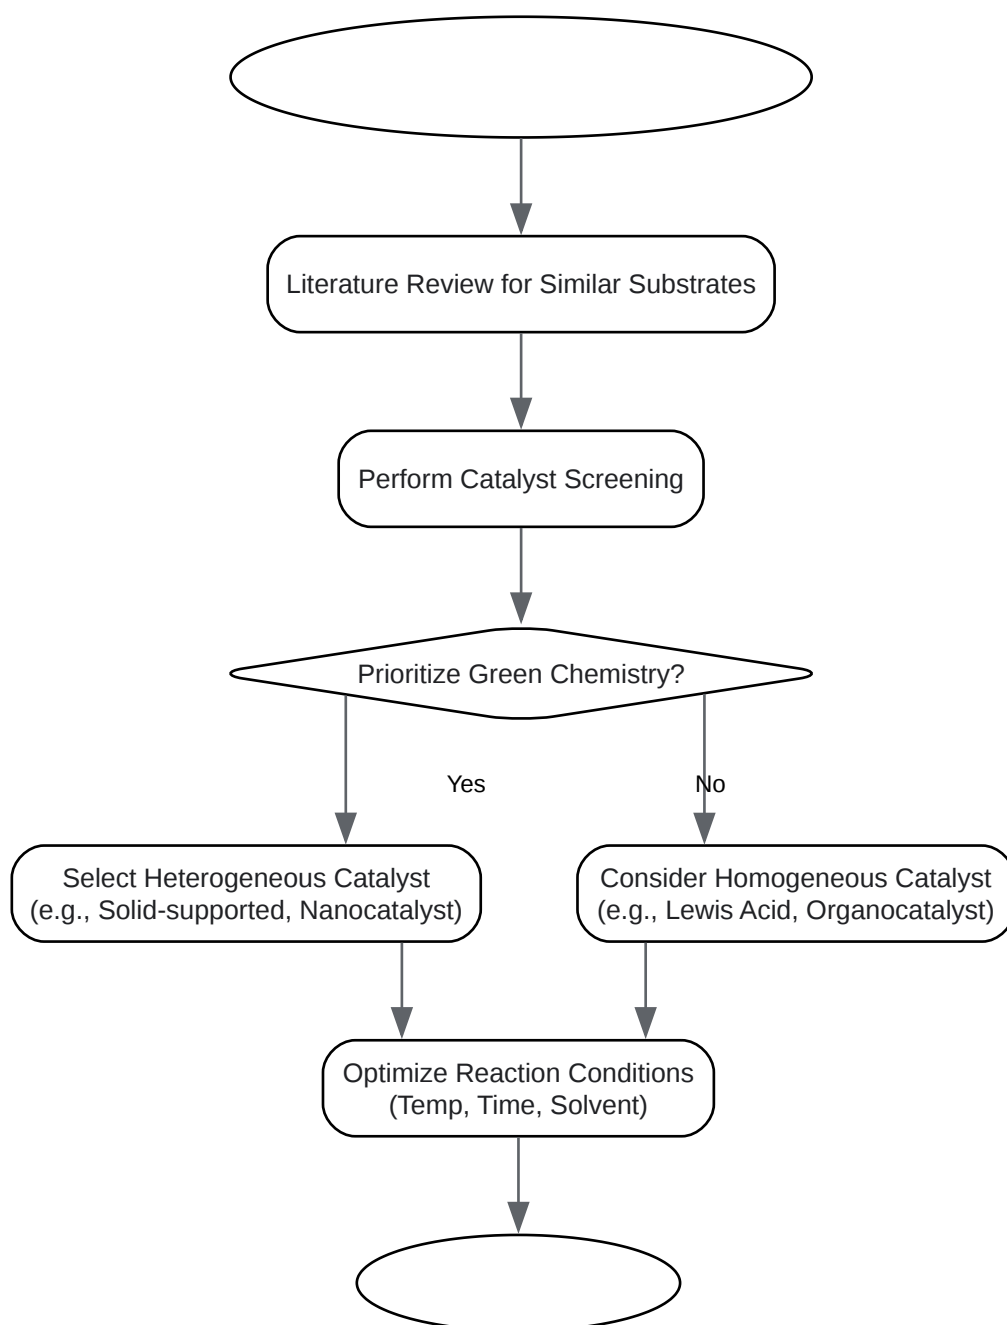 Literature Review for Similar Substrates
Perform Catalyst Screening
Prioritize Green Chemistry?
Yes
No
Select Heterogeneous Catalyst
(e.g., Solid-supported, Nanocatalyst)
Consider Homogeneous Catalyst
(e.g., Lewis Acid, Organocatalyst)
Optimize Reaction Conditions
(Temp, Time, Solvent)